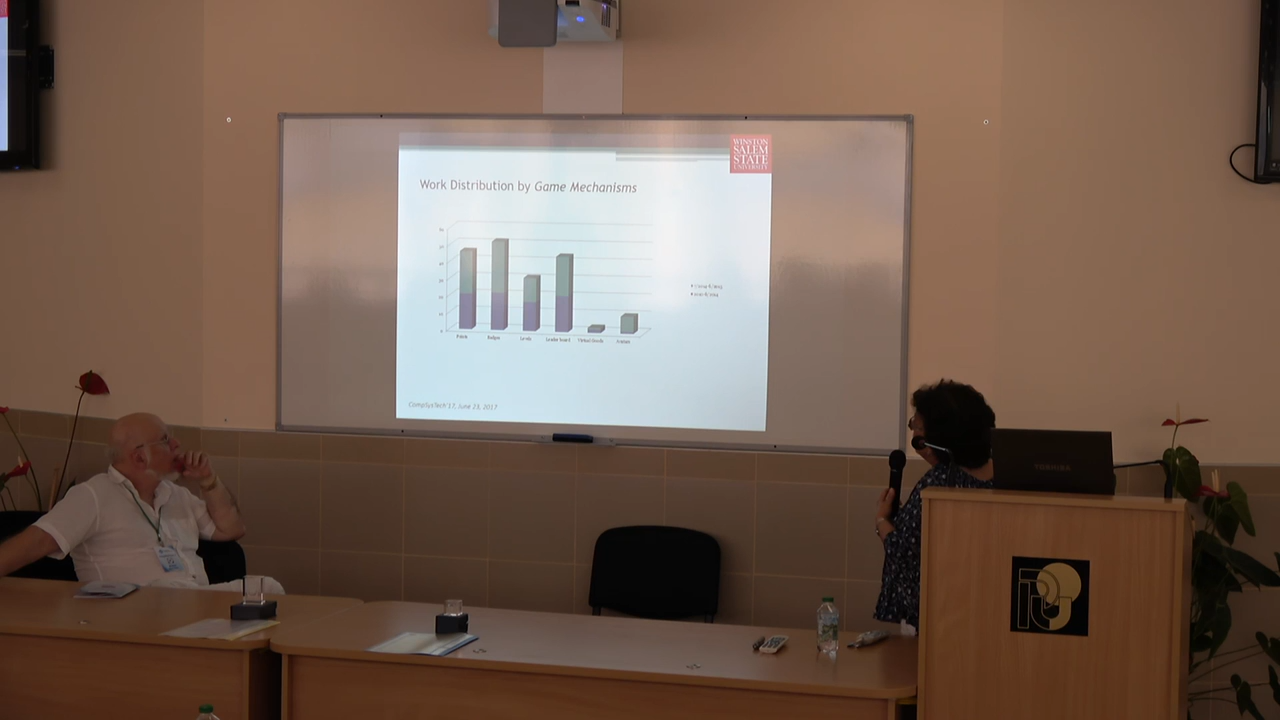 WINSTON
SALEM
STATE
UNIVERSITY
Work Distribution by Game Mechanisms
Points
Badges
Levels
Leader board
Virtual Goods
Avatars
CompSysTech'17, June 23, 2017
TOSHIBA